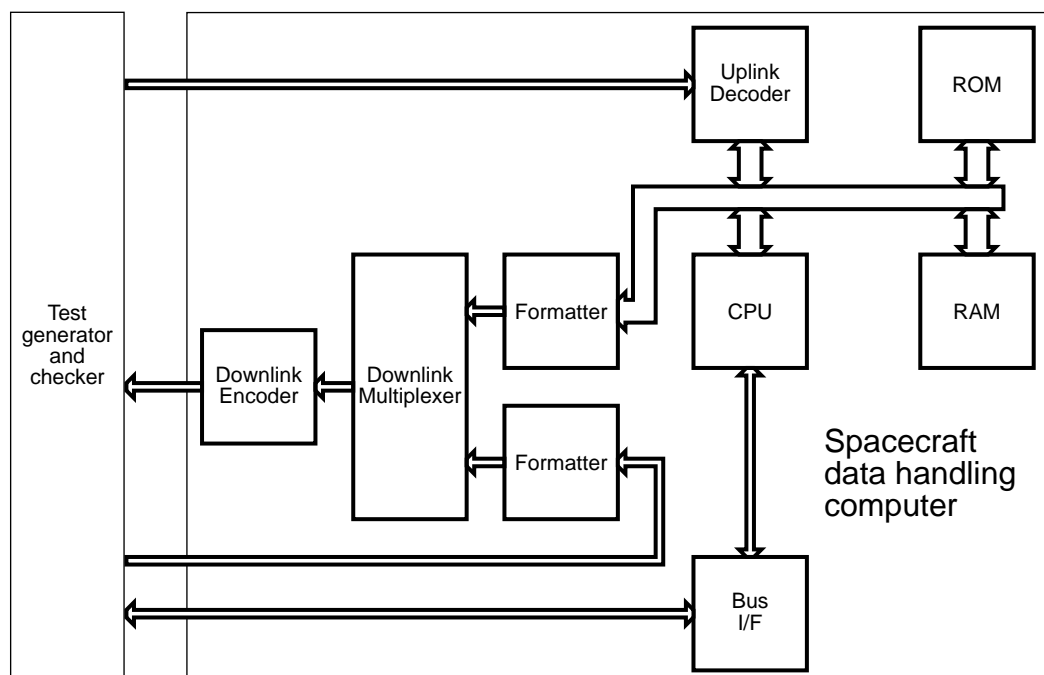 Uplink
Decoder
ROM
Test
generator
and
checker
Formatter
CPU
RAM
Downlink
Encoder
Downlink
Multiplexer
Formatter
Spacecraft
data handling
computer
Bus
I/F